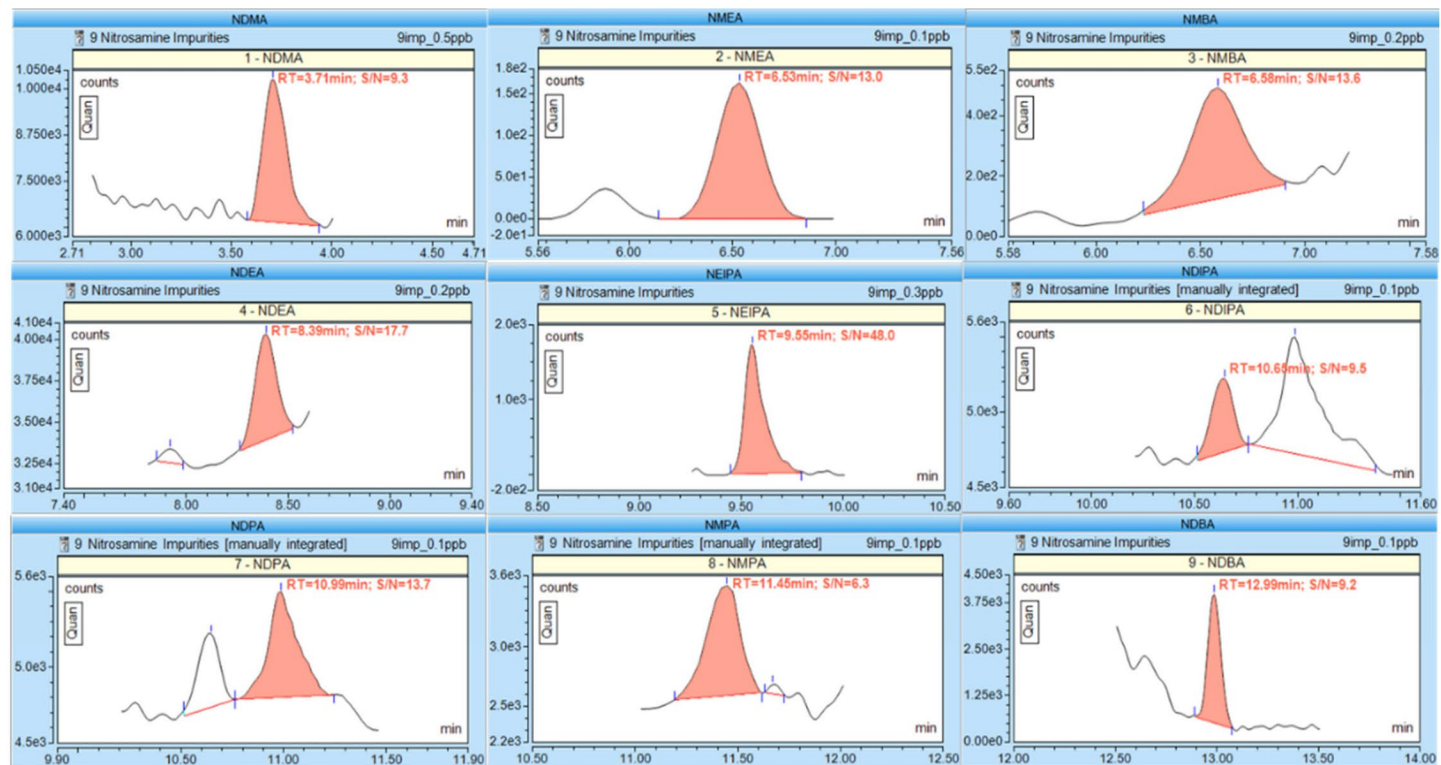 NDMA
9 Nitrosamine Impurities 9imp_0.5ppb
1 - NDMA
1.050e4
1.000e4
8.750e3
7.500e3
6.000e3
counts
Quan
RT=3.71min; S/N=9.3
min
2.71 3.00 3.50 4.00 4.50 4.71
NMEA
9 Nitrosamine Impurities 9imp_0.1ppb
2 - NMEA
1.8e2
1.5e2
1.0e2
5.0e1
0.0e0
-2.0e1
counts
Quan
RT=6.53min; S/N=13.0
min
5.56 6.00 6.50 7.00 7.56
NMBA
9 Nitrosamine Impurities 9imp_0.2ppb
3 - NMBA
5.5e2
4.0e2
2.0e2
0.0e0
counts
Quan
RT=6.58min; S/N=13.6
min
5.58 6.00 6.50 7.00 7.58
NDEA
9 Nitrosamine Impurities 9imp_0.2ppb
4 - NDEA
4.10e4
4.00e4
3.75e4
3.50e4
3.25e4
3.10e4
counts
Quan
RT=8.39min; S/N=17.7
min
7.40 8.00 8.50 9.00 9.40
NEIPA
9 Nitrosamine Impurities 9imp_0.3ppb
5 - NEIPA
2.0e3
1.0e3
-2.0e2
counts
Quan
RT=9.55min; S/N=48.0
min
8.50 9.00 9.50 10.00 10.50
NDIPA
9 Nitrosamine Impurities [manually integrated] 9imp_0.1ppb
6 - NDIPA
5.6e3
5.0e3
4.5e3
counts
Quan
RT=10.65min; S/N=9.5
min
9.60 10.00 10.50 11.00 11.60
NDPA
9 Nitrosamine Impurities [manually integrated] 9imp_0.1ppb
7 - NDPA
5.6e3
5.0e3
4.5e3
counts
Quan
RT=10.99min; S/N=13.7
min
9.90 10.50 11.00 11.50 11.90
NMPA
9 Nitrosamine Impurities [manually integrated] 9imp_0.1ppb
8 - NMPA
3.6e3
3.0e3
2.5e3
2.2e3
counts
Quan
RT=11.45min; S/N=6.3
min
10.50 11.00 11.50 12.00 12.50
NDBA
9 Nitrosamine Impurities 9imp_0.1ppb
9 - NDBA
4.50e3
3.75e3
2.50e3
1.25e3
0.00e0
counts
Quan
RT=12.99min; S/N=9.2
min
12.00 12.50 13.00 13.50 14.00